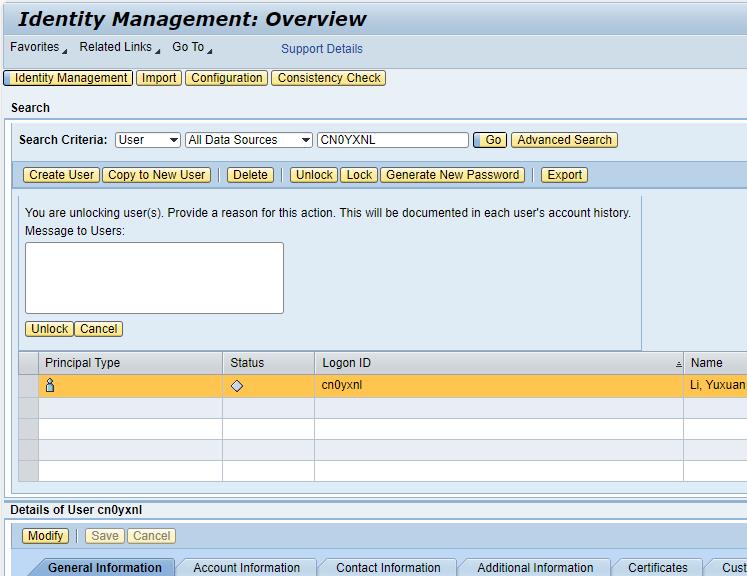 Identity Management: Overview
Favorites Related Links Go To Support Details
Identity Management Import Configuration Consistency Check
Search
Search Criteria: User All Data Sources CN0YXNL Go Advanced Search
Create User Copy to New User Delete Unlock Lock Generate New Password Export
You are unlocking user(s). Provide a reason for this action. This will be documented in each user's account history.
Message to Users:
Unlock Cancel
Principal Type Status Logon ID Name
cn0yxnl Li, Yuxuan
Details of User cn0yxnl
Modify Save Cancel
General Information Account Information Contact Information Additional Information Certificates Cust